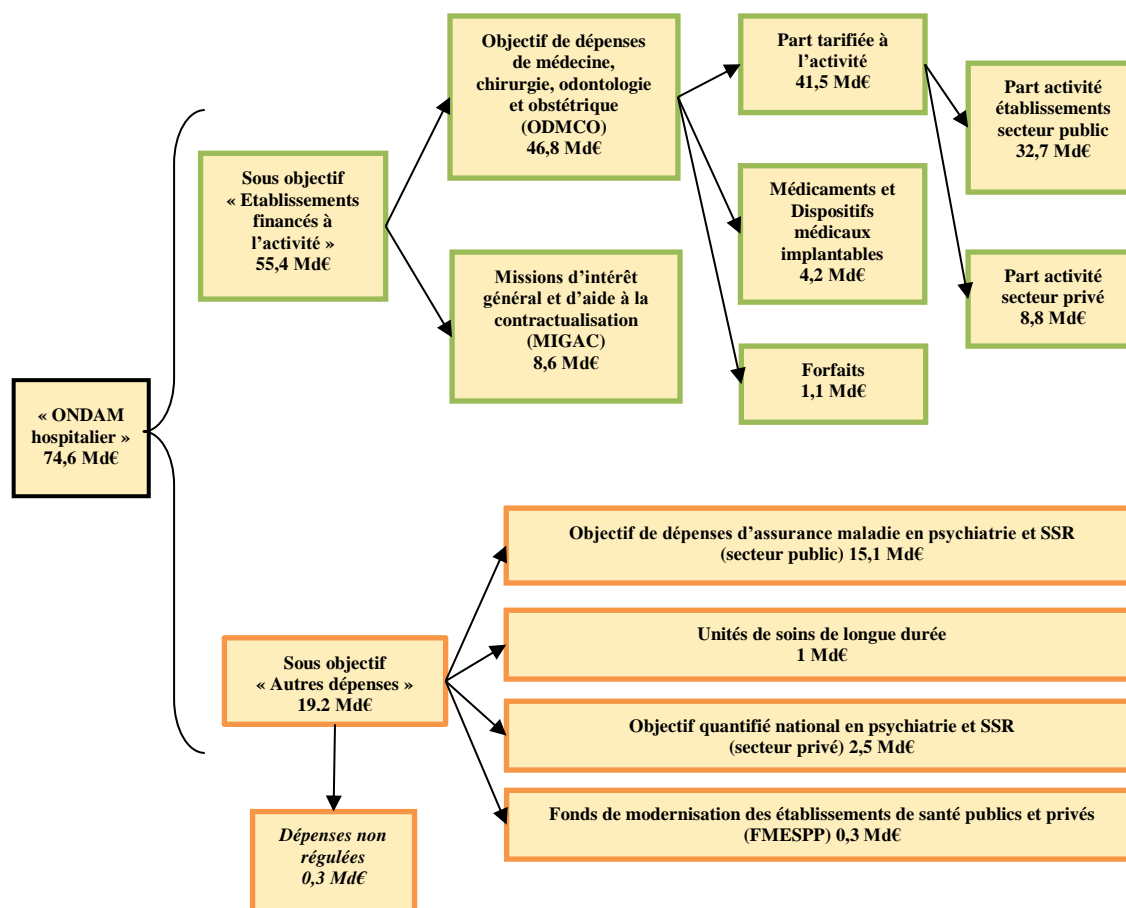 « ONDAM
hospitalier »
74,6 Md€
Sous objectif
« Etablissements
financés à
l’activité »
55,4 Md€
Objectif de dépenses
de médecine,
chirurgie, odontologie
et obstétrique
(ODMCO)
46,8 Md€
Missions d’intérêt
général et d’aide à la
contractualisation
(MIGAC)
8,6 Md€
Part tarifiée à
l’activité
41,5 Md€
Médicaments et
Dispositifs
médicaux
implantables
4,2 Md€
Forfaits
1,1 Md€
Part activité
établissements
secteur public
32,7 Md€
Part activité
secteur privé
8,8 Md€
Sous objectif
« Autres dépenses »
19.2 Md€
Dépenses non
régulées
0,3 Md€
Objectif de dépenses d’assurance maladie en psychiatrie et SSR
(secteur public) 15,1 Md€
Unités de soins de longue durée
1 Md€
Objectif quantifié national en psychiatrie et SSR
(secteur privé) 2,5 Md€
Fonds de modernisation des établissements de santé publics et privés
(FMESPP) 0,3 Md€